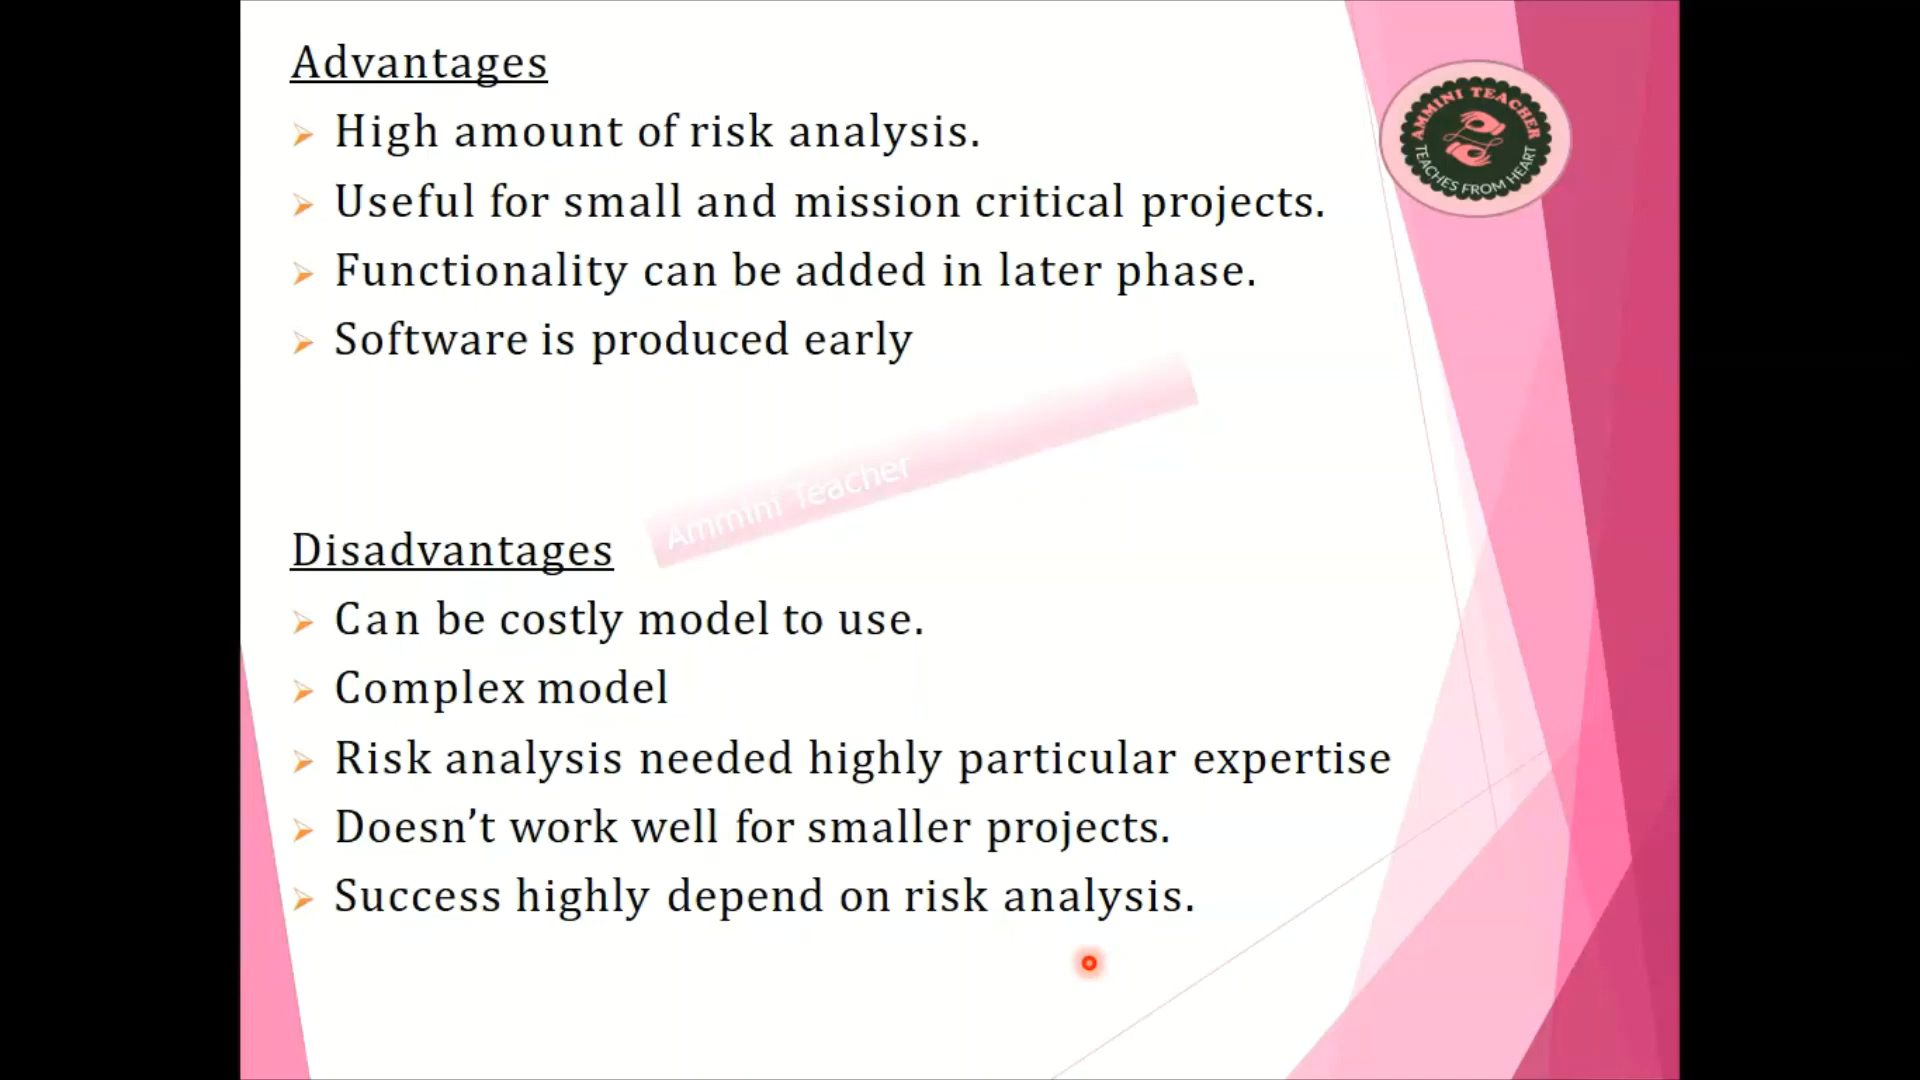 Advantages
High amount of risk analysis.
Useful for small and mission critical projects.
Functionality can be added in later phase.
Software is produced early
Ammini Teacher
Disadvantages
Can be costly model to use.
Complex model
Risk analysis needed highly particular expertise
Doesn’t work well for smaller projects.
Success highly depend on risk analysis.
AMMINI TEACHER
TEACHES FROM HEART